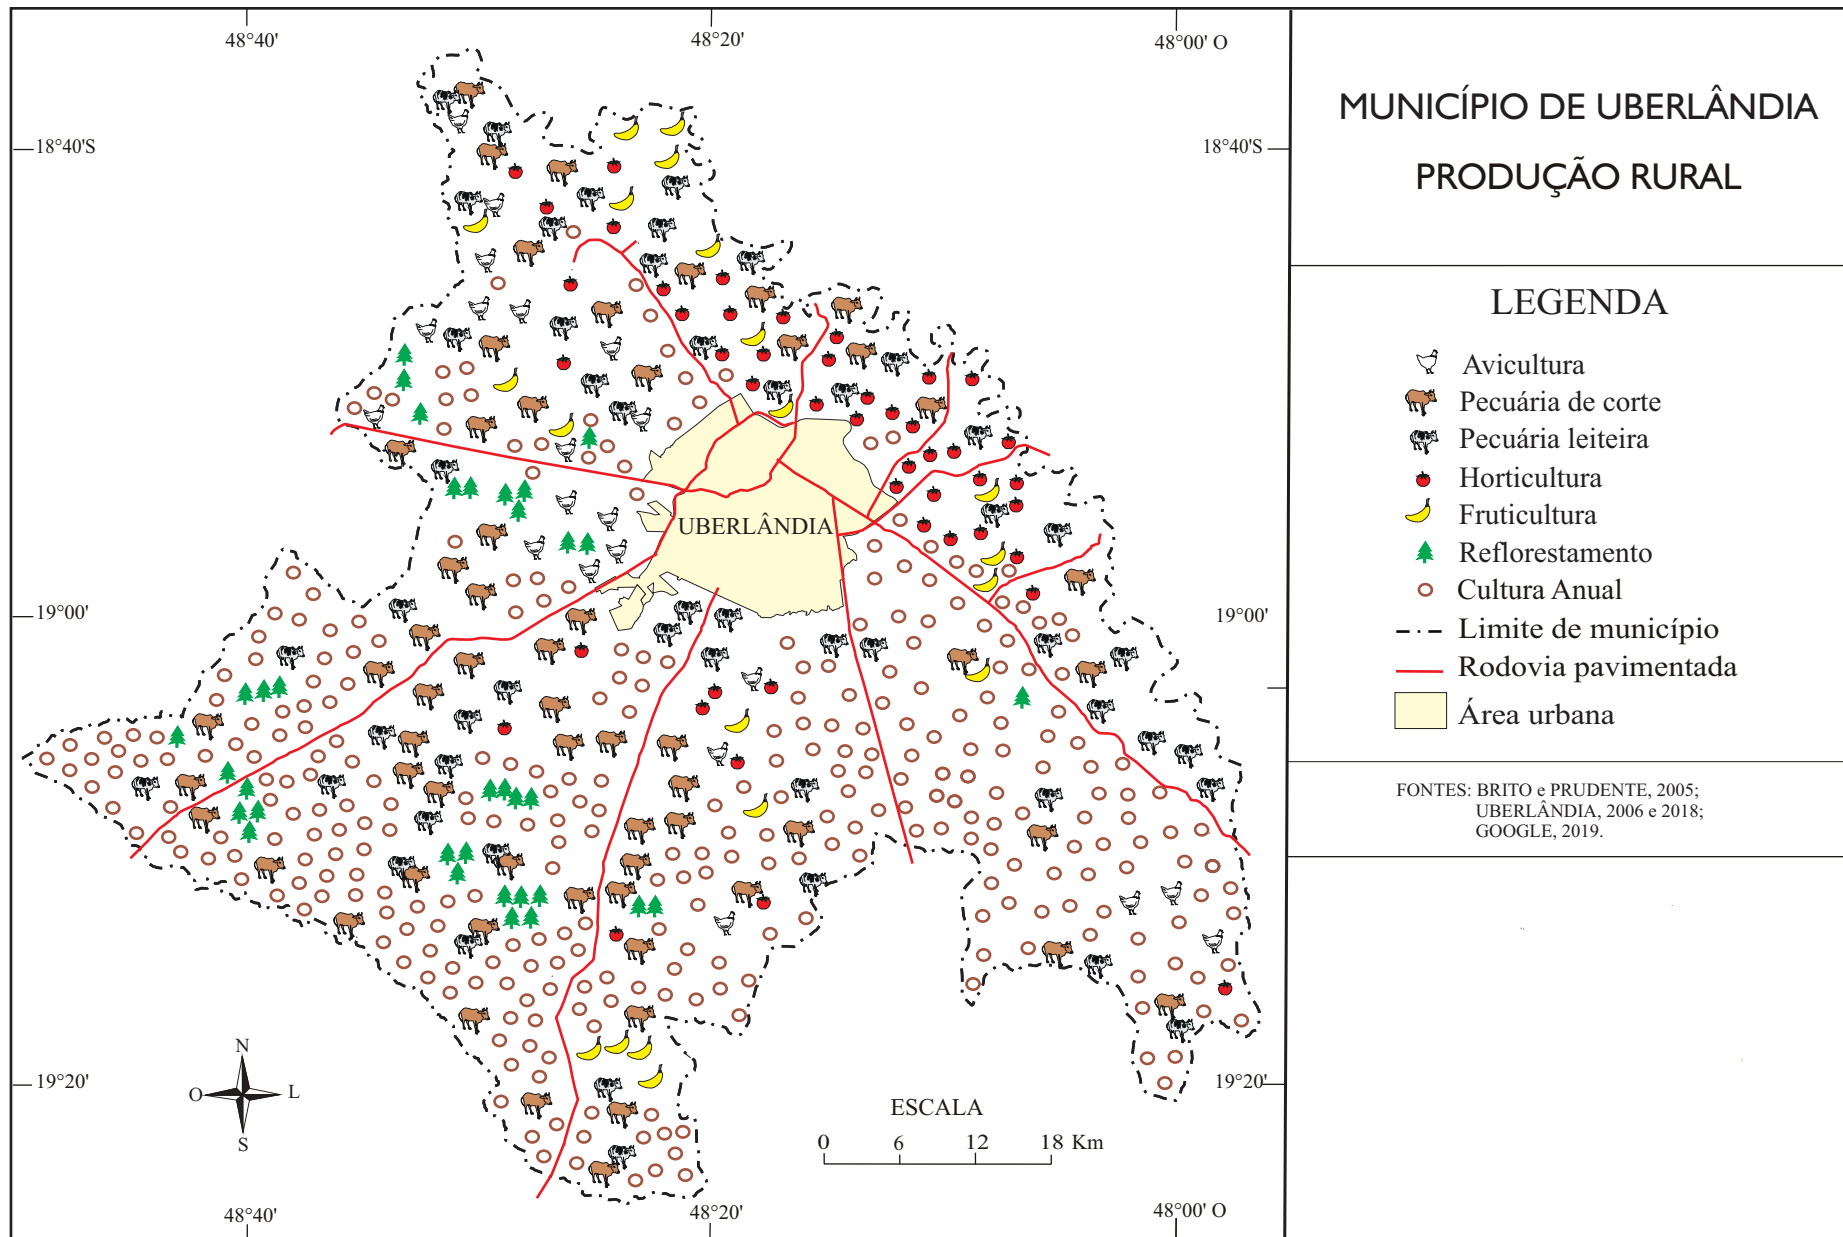 48°40'
48°20'
48°00' O
18°40'S
18°40'S
MUNICÍPIO DE UBERLÂNDIA
PRODUÇÃO RURAL
LEGENDA
Avicultura
Pecuária de corte
Pecuária leiteira
Horticultura
Fruticultura
Reflorestamento
Cultura Anual
Limite de município
Rodovia pavimentada
Área urbana
UBERLÂNDIA
19°00'
19°00'
FONTES: BRITO e PRUDENTE, 2005;
UBERLÂNDIA, 2006 e 2018;
GOOGLE, 2019.
N
O
L
S
19°20'
19°20'
ESCALA
0 6 12 18 Km
48°40'
48°20'
48°00' O